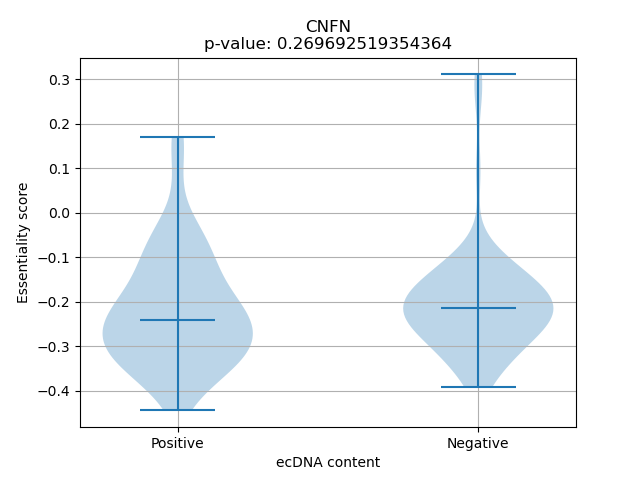 CNFN
p-value: 0.269692519354364
0.3
0.2
0.1
0.0
−0.1
−0.2
−0.3
−0.4
Essentiality score
Positive
Negative
ecDNA content